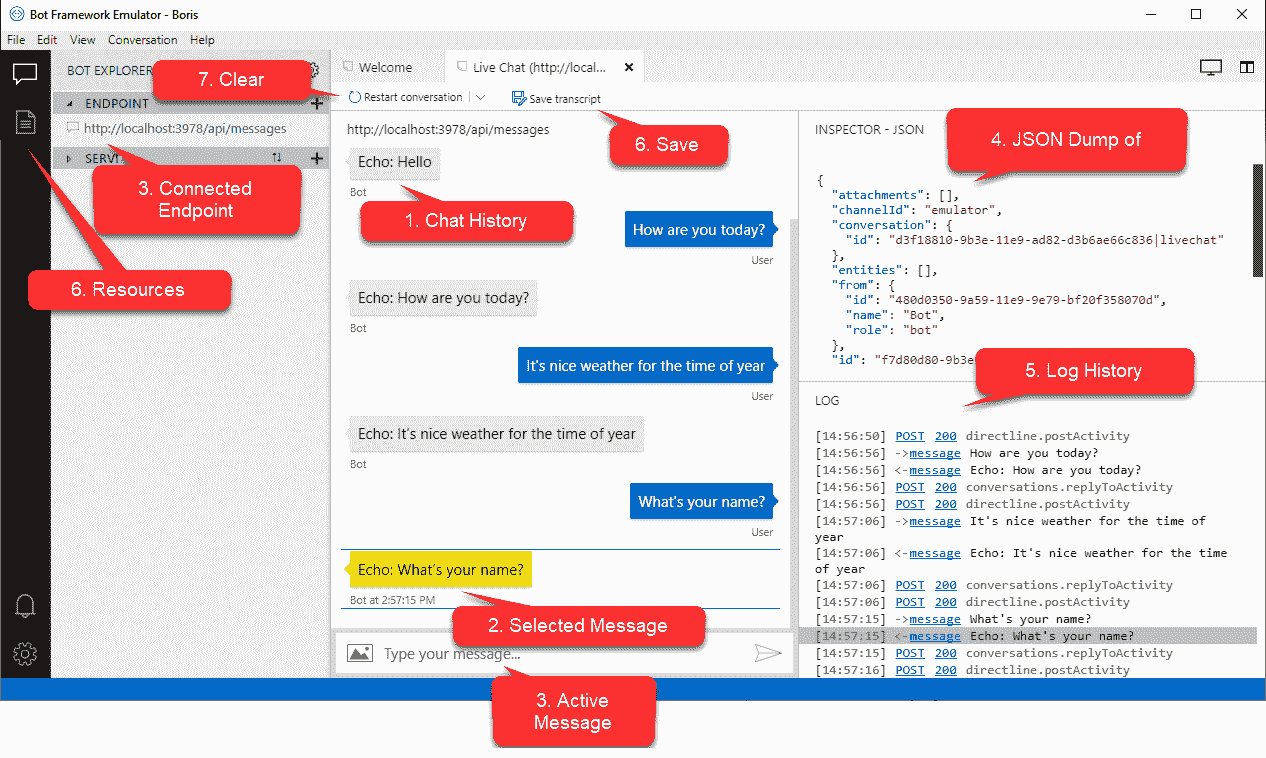 Bot Framework Emulator - Boris
File Edit View Conversation Help
BOT EXPLORER
7. Clear
Welcome
Live Chat (http://local...
ENDPOINT
Restart conversation
Save transcript
http://localhost:3978/api/messages
6. Save
3. Connected
Endpoint
6. Resources
http://localhost:3978/api/messages
Echo: Hello
Bot
1. Chat History
How are you today?
User
Echo: How are you today?
Bot
It's nice weather for the time of year
User
Echo: It's nice weather for the time of year
Bot
What's your name?
User
Echo: What's your name?
Bot at 2:57:15 PM
2. Selected Message
Type your message...
3. Active
Message
INSPECTOR - JSON
4. JSON Dump of
{
"attachments": [],
"channelId": "emulator",
"conversation": {
"id": "d3f18810-9b3e-11e9-ad82-d3b6ae66c836|livechat"
},
"entities": [],
"from": {
"id": "480d0350-9a59-11e9-9e79-bf20f358070d",
"name": "Bot",
"role": "bot"
},
"id": "f7d80d80-9b3e
5. Log History
LOG
[14:56:50] POST 200 directline.postActivity
[14:56:56] ->message How are you today?
[14:56:56] <-message Echo: How are you today?
[14:56:56] POST 200 conversations.replyToActivity
[14:56:56] POST 200 directline.postActivity
[14:57:06] ->message It's nice weather for the time of
year
[14:57:06] <-message Echo: It's nice weather for the time
of year
[14:57:06] POST 200 conversations.replyToActivity
[14:57:06] POST 200 directline.postActivity
[14:57:15] ->message What's your name?
[14:57:15] <-message Echo: What's your name?
[14:57:15] POST 200 conversations.replyToActivity
[14:57:16] POST 200 directline.postActivity